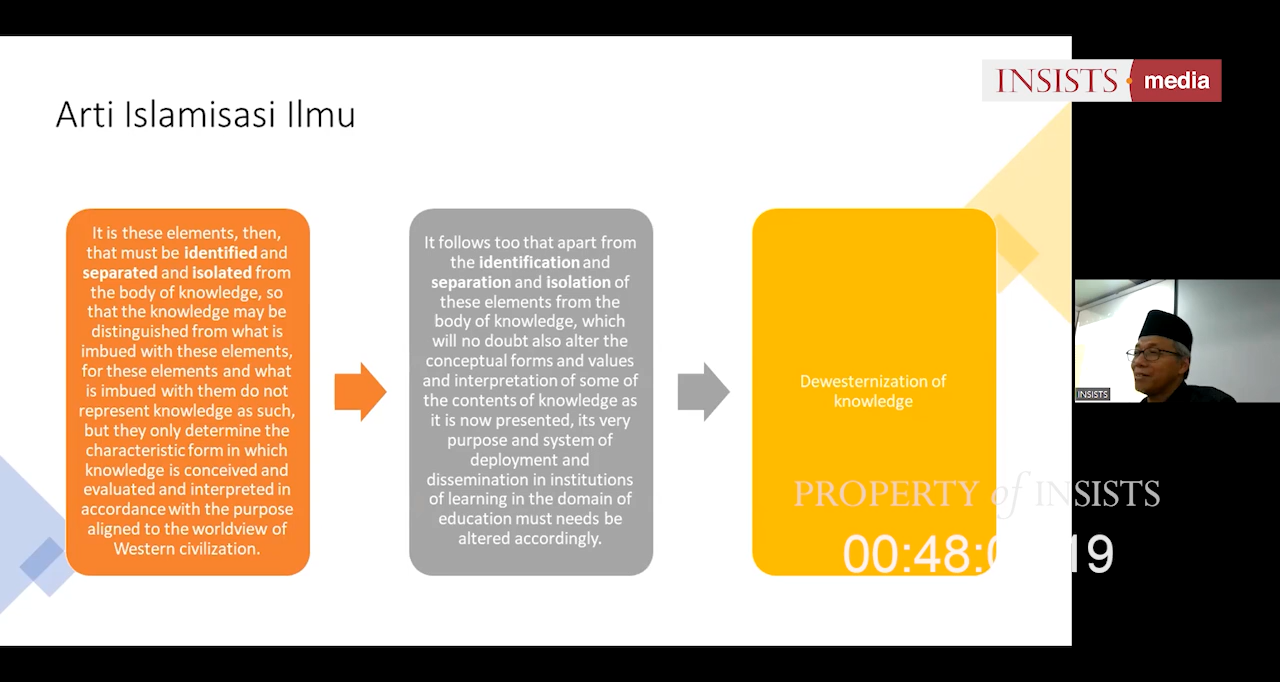 INSISTS media
Arti Islamisasi Ilmu
It is these elements, then,
that must be identified and
separated and isolated from
the body of knowledge, so
that the knowledge may be
distinguished from what is
imbued with these elements,
for these elements and what
is imbued with them do not
represent knowledge as such,
but they only determine the
characteristic form in which
knowledge is conceived and
evaluated and interpreted in
accordance with the purpose
aligned to the worldview of
Western civilization.
It follows too that apart from
the identification and
separation and isolation of
these elements from the
body of knowledge, which
will no doubt also alter the
conceptual forms and values
and interpretation of some of
the contents of knowledge as
it is now presented, its very
purpose and system of
deployment and
dissemination in institutions
of learning in the domain of
education must needs be
altered accordingly.
Dewesternization of
knowledge
INSISTS
PROPERTY of INSISTS
00:48:0 19